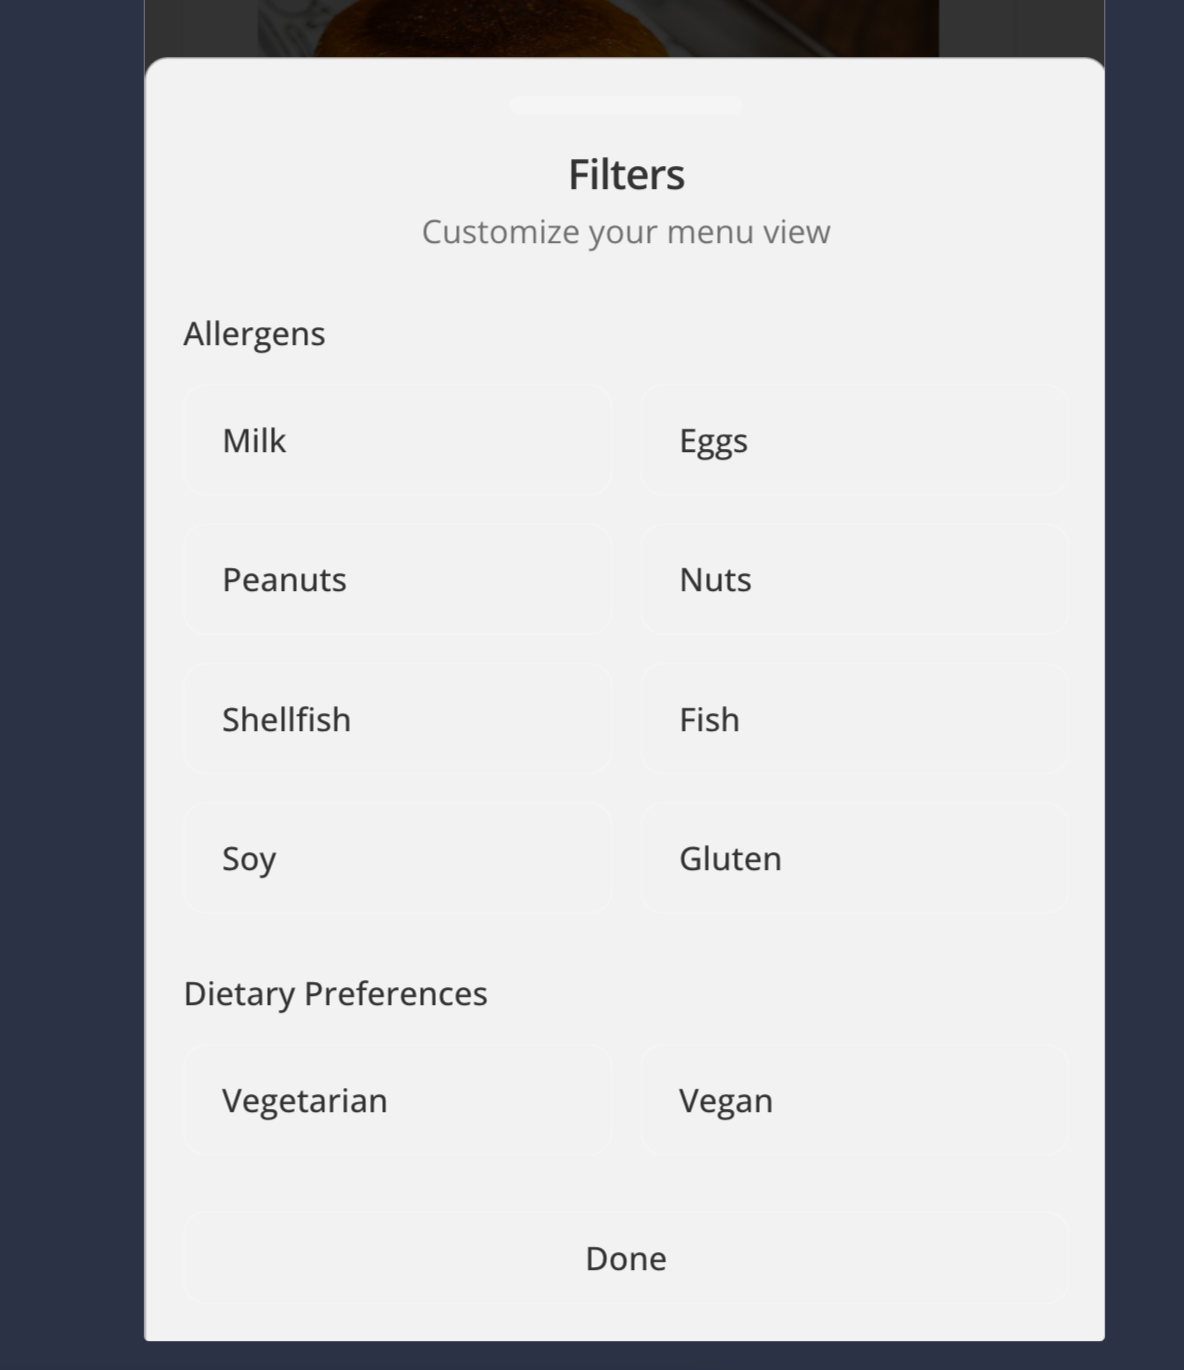 Filters
Customize your menu view
Allergens
Milk
Eggs
Peanuts
Nuts
Shellfish
Fish
Soy
Gluten
Dietary Preferences
Vegetarian
Vegan
Done